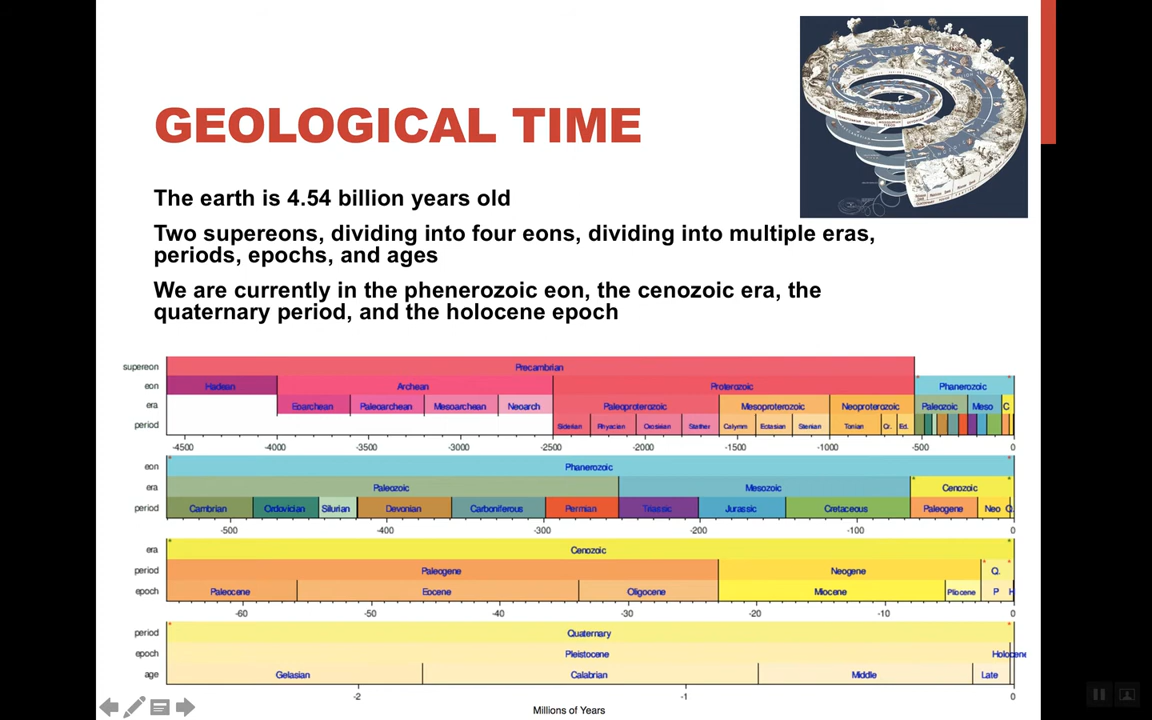 GEOLOGICAL TIME
The earth is 4.54 billion years old
Two supereons, dividing into four eons, dividing into multiple eras,
periods, epochs, and ages
We are currently in the phenerozoic eon, the cenozoic era, the
quaternary period, and the holocene epoch
supereon Precambrian
eon Hadean Archean Proterozoic Phanerozoic
era Eoarchean Paleoarchean Mesoarchean Neoarch Paleoproterozoic Mesoproterozoic Neoproterozoic Paleozoic Meso C
period Siderian Rhyacian Orosirian Stather Calymm Ectasian Stenian Tonian Cr. Ed.
-4500 -4000 -3500 -3000 -2500 -2000 -1500 -1000 -500 0
eon Phanerozoic
era Paleozoic Mesozoic Cenozoic
period Cambrian Ordovician Silurian Devonian Carboniferous Permian Triassic Jurassic Cretaceous Paleogene Neo Q.
-500 -400 -300 -200 -100 0
era Cenozoic
period Paleogene Neogene Q.
epoch Paleocene Eocene Oligocene Miocene Pliocene P H
-60 -50 -40 -30 -20 -10 0
period Quaternary
epoch Pleistocene Holocene
age Gelasian Calabrian Middle Late
-2 -1 0
Millions of Years